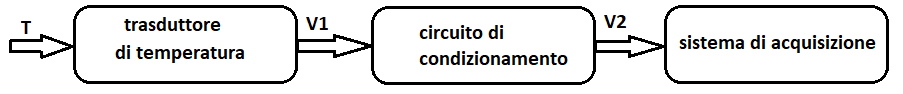 T
trasduttore
di temperatura
V1
circuito di
condizionamento
V2
sistema di acquisizione